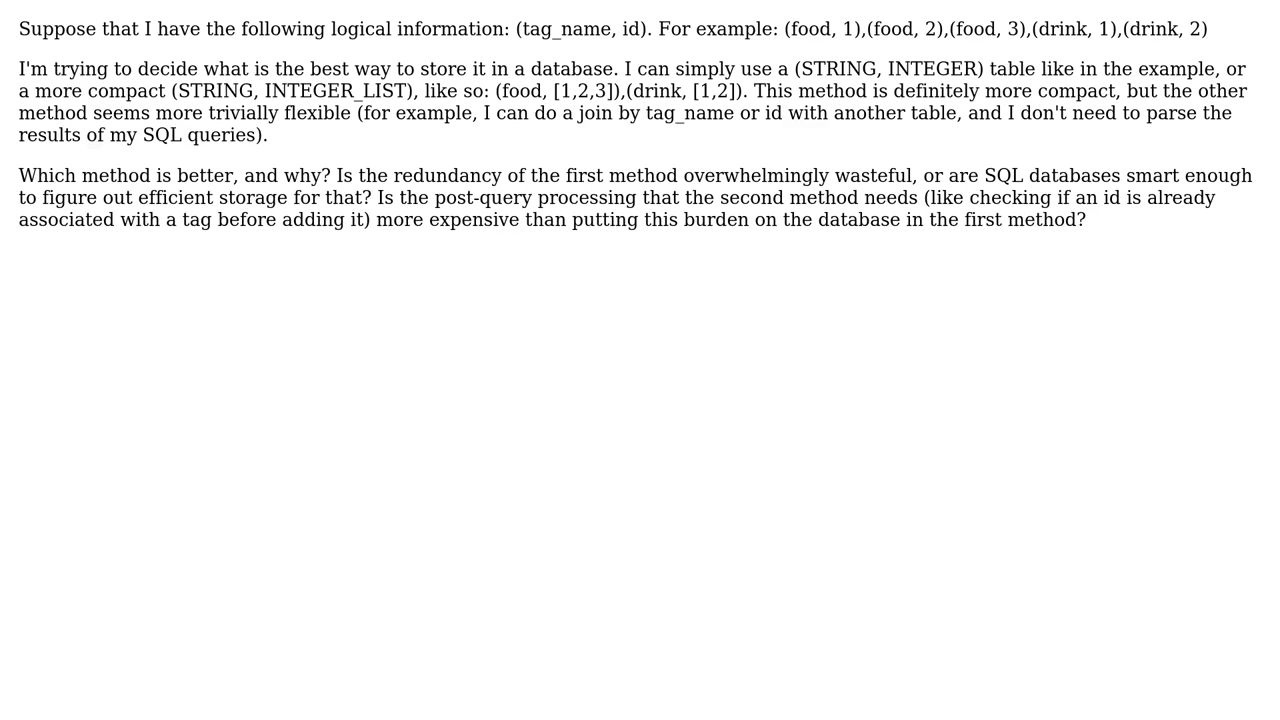 Suppose that I have the following logical information: (tag_name, id). For example: (food, 1),(food, 2),(food, 3),(drink, 1),(drink, 2)
I'm trying to decide what is the best way to store it in a database. I can simply use a (STRING, INTEGER) table like in the example, or
a more compact (STRING, INTEGER_LIST), like so: (food, [1,2,3]),(drink, [1,2]). This method is definitely more compact, but the other
method seems more trivially flexible (for example, I can do a join by tag_name or id with another table, and I don't need to parse the
results of my SQL queries).
Which method is better, and why? Is the redundancy of the first method overwhelmingly wasteful, or are SQL databases smart enough
to figure out efficient storage for that? Is the post-query processing that the second method needs (like checking if an id is already
associated with a tag before adding it) more expensive than putting this burden on the database in the first method?